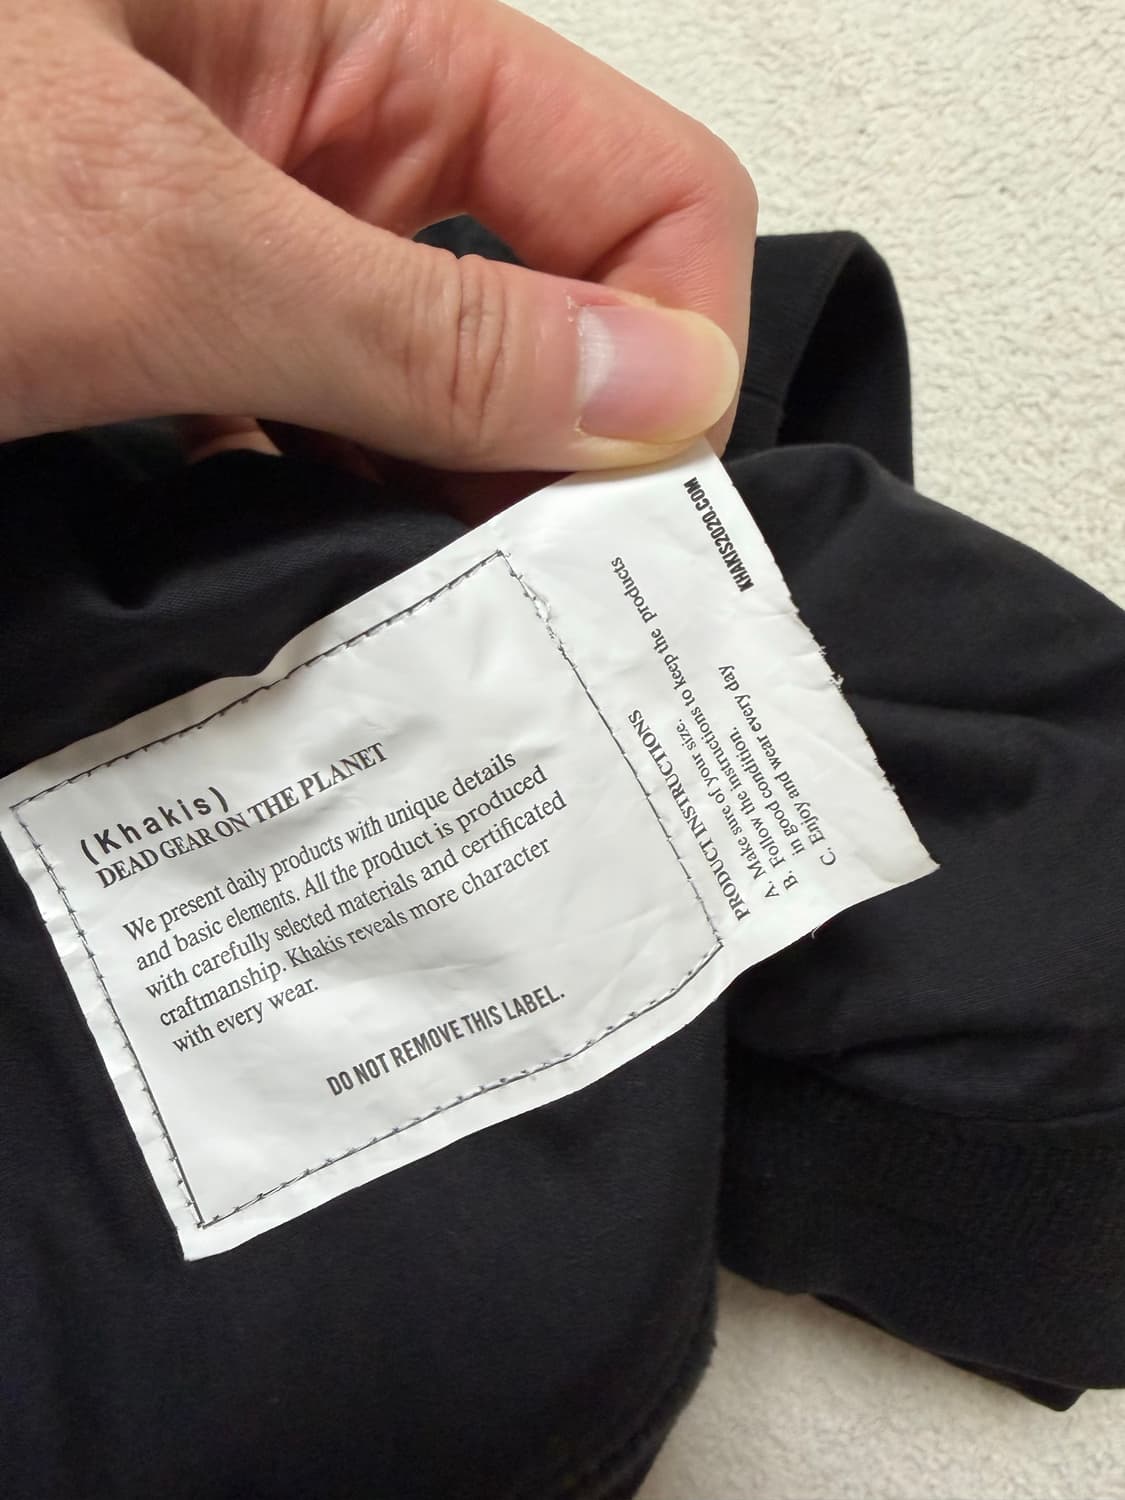 (Khakis)
DEAD GEAR ON THE PLANET
We present daily products with unique details
and basic elements. All the product is produced
with carefully selected materials and certificated
craftmanship. Khakis reveals more character
with every wear.
DO NOT REMOVE THIS LABEL.
PRODUCT INSTRUCTIONS
A. Make sure of your size.
B. Follow the instructions to keep the products
in good condition.
C. Enjoy and wear every day
KHAKIS2020.COM